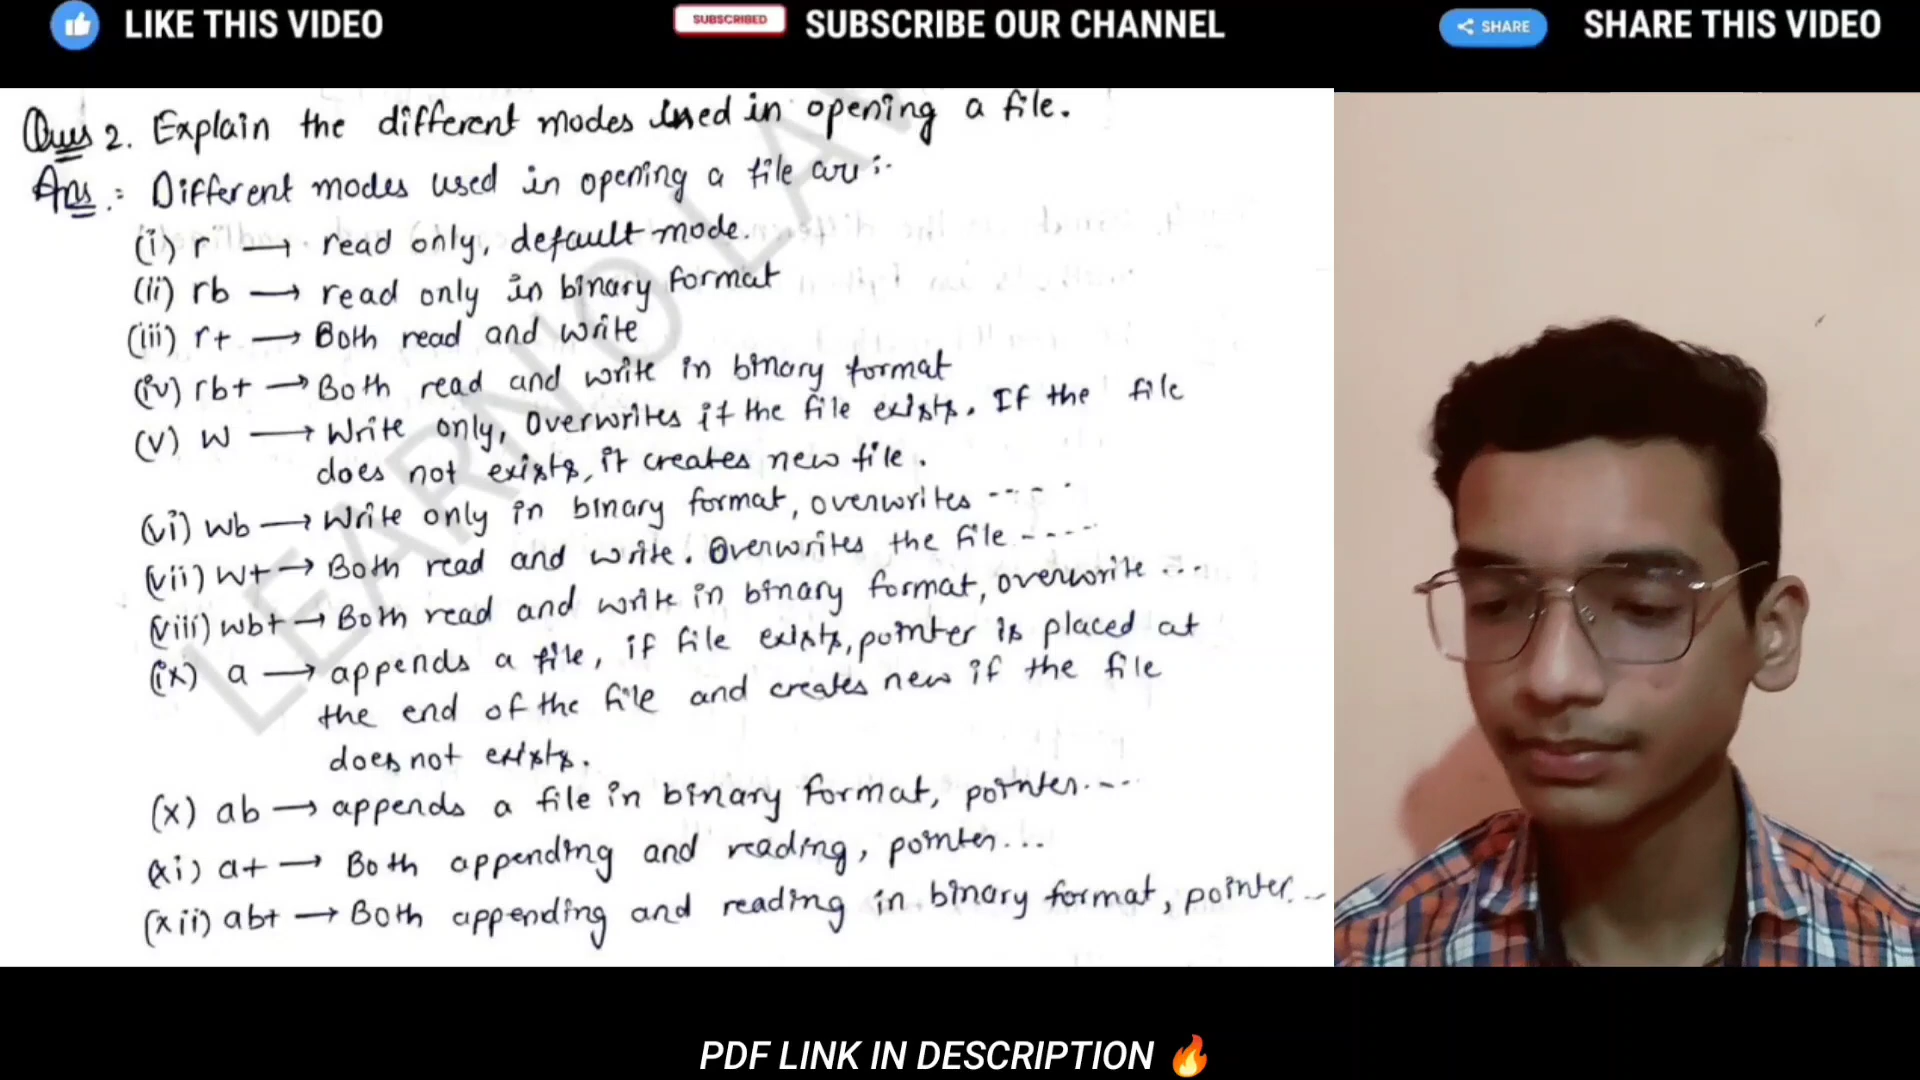 LIKE THIS VIDEO
SUBSCRIBED
SUBSCRIBE OUR CHANNEL
SHARE
SHARE THIS VIDEO
Ques 2. Explain the different modes used in opening a file.
Ans := Different modes used in opening a file are:-
(i) r → read only, default mode.
(ii) rb → read only in binary format
(iii) r+ → Both read and write
(iv) rb+ → Both read and write in binary format
(v) w → Write only, Overwrites if the file exists. If the file
does not exists, it creates new file.
(vi) wb → Write only in binary format, overwrites ----
(vii) w+ → Both read and write. Overwrites the file ----
(viii) wb+ → Both read and write in binary format, overwrite ...
(ix) a → appends a file, if file exists, pointer is placed at
the end of the file and creates new if the file
does not exists.
(x) ab → appends a file in binary format, pointer.---
(xi) a+ → Both appending and reading, pointer...
(xii) ab+ → Both appending and reading in binary format, pointer.--
PDF LINK IN DESCRIPTION 🔥